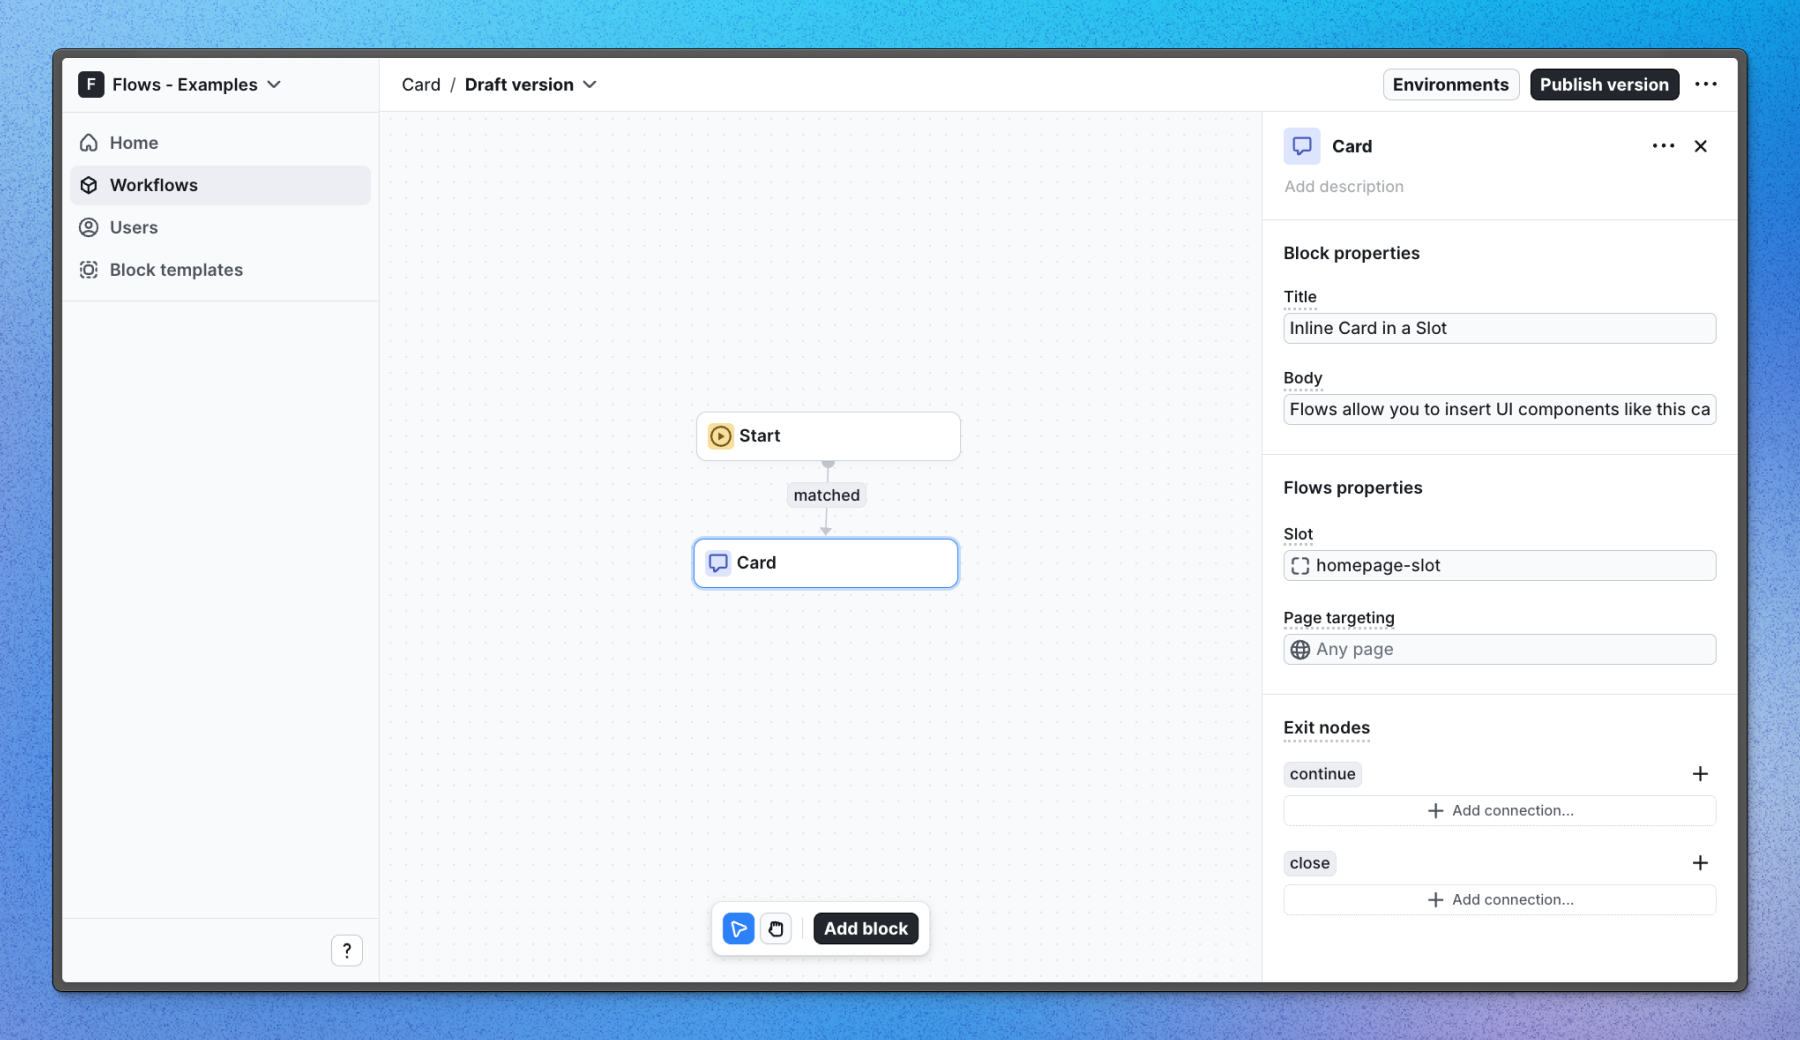 F Flows - Examples
Card / Draft version
Environments
Publish version
Home
Workflows
Users
Block templates
?
Start
matched
Card
Add block
Card
Add description
Block properties
Title
Inline Card in a Slot
Body
Flows allow you to insert UI components like this ca
Flows properties
Slot
homepage-slot
Page targeting
Any page
Exit nodes
continue
Add connection...
close
Add connection...